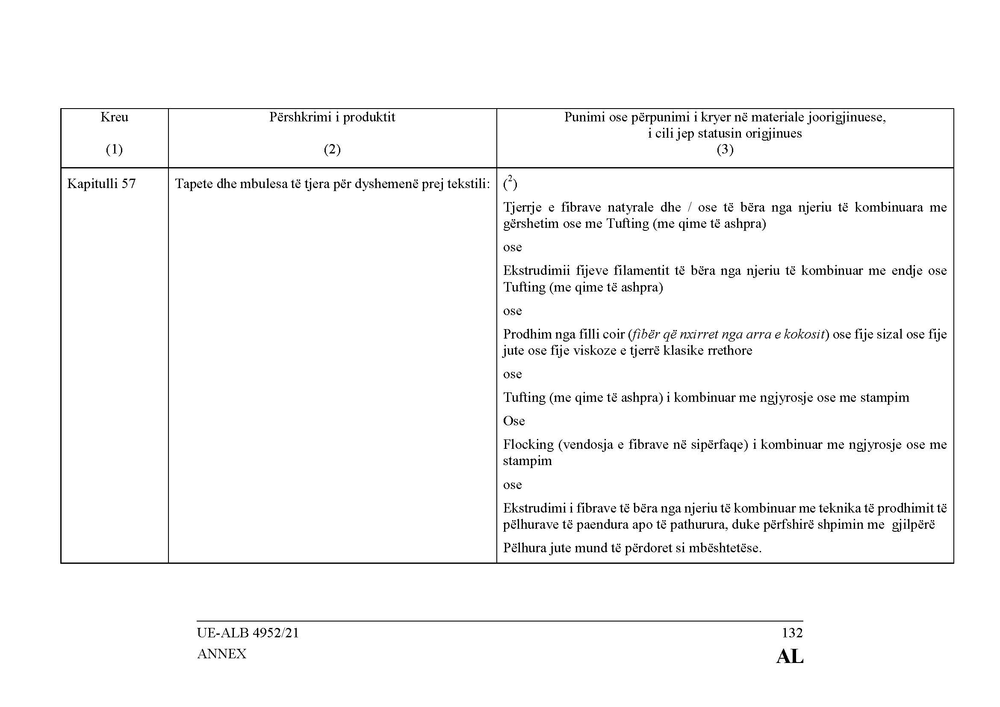 Kreu
(1)
Përshkrimi i produktit
(2)
Punimi ose përpunimi i kryer në materiale joorigjinuese,
i cili jep statusin origjinues
(3)
Kapitulli 57
Tapete dhe mbulesa të tjera për dyshemenë prej tekstili:
(²)
Tjerrje e fibrave natyrale dhe / ose të bëra nga njeriu të kombinuara me
gërshetim ose me Tufting (me qime të ashpra)
ose
Ekstrudimii fijeve filamentit të bëra nga njeriu të kombinuar me endje ose
Tufting (me qime të ashpra)
ose
Prodhim nga filli coir (fibër që nxirret nga arra e kokosit) ose fije sizal ose fije
jute ose fije viskoze e tjerrë klasike rrethore
ose
Tufting (me qime të ashpra) i kombinuar me ngjyrosje ose me stampim
Ose
Flocking (vendosja e fibrave në sipërfaqe) i kombinuar me ngjyrosje ose me
stampim
ose
Ekstrudimi i fibrave të bëra nga njeriu të kombinuar me teknika të prodhimit të
pëlhurave të paendura apo të pathurura, duke përfshirë shpimin me  gjilpërë
Pëlhura jute mund të përdoret si mbështetëse.
UE-ALB 4952/21
132
ANNEX
AL